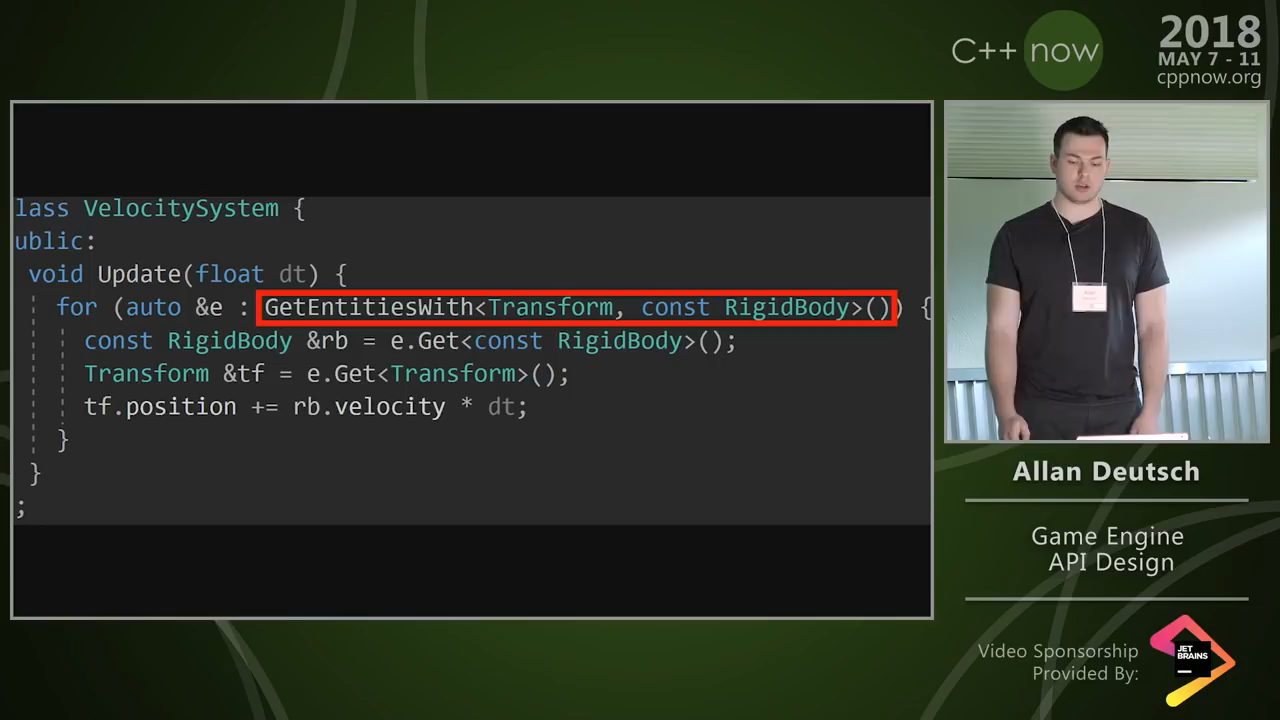 C++ now
2018
MAY 7 - 11
cppnow.org
lass VelocitySystem {
ublic:
void Update(float dt) {
for (auto &e : GetEntitiesWith<Transform, const RigidBody>()) {
const RigidBody &rb = e.Get<const RigidBody>();
Transform &tf = e.Get<Transform>();
tf.position += rb.velocity * dt;
}
}
;
Allan Deutsch
Game Engine
API Design
Video Sponsorship
Provided By:
JET
BRAINS